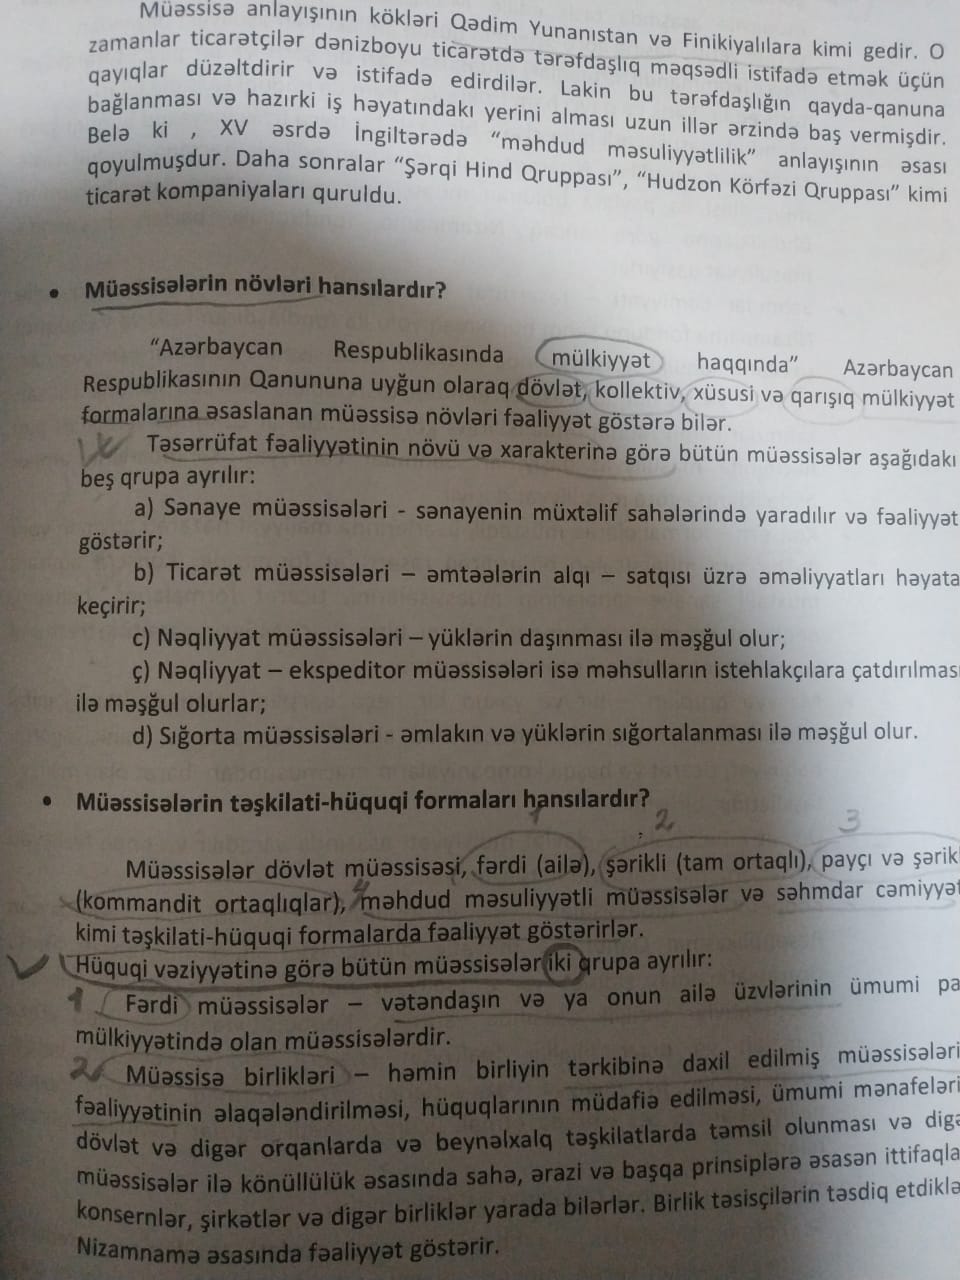 Müəssisə anlayışının kökləri Qədim Yunanıstan və Finikiyalılara kimi gedir. O
zamanlar ticarətçilər dənizboyu ticarətdə tərəfdaşlıq məqsədli istifadə etmək üçün
qayıqlar düzəltdirir və istifadə edirdilər. Lakin bu tərəfdaşlığın qayda-qanuna
bağlanması və hazırki iş həyatındakı yerini alması uzun illər ərzində baş vermişdir.
Belə ki , XV əsrdə İngiltərədə “məhdud məsuliyyətlilik” anlayışının əsası
qoyulmuşdur. Daha sonralar “Şərqi Hind Qruppası”, “Hudzon Körfəzi Qruppası” kimi
ticarət kompaniyaları quruldu.
• Müəssisələrin növləri hansılardır?
“Azərbaycan Respublikasında mülkiyyət haqqında” Azərbaycan
Respublikasının Qanununa uyğun olaraq dövlət, kollektiv, xüsusi və qarışıq mülkiyyət
formalarına əsaslanan müəssisə növləri fəaliyyət göstərə bilər.
Təsərrüfat fəaliyyətinin növü və xarakterinə görə bütün müəssisələr aşağıdakı
beş qrupa ayrılır:
a) Sənaye müəssisələri - sənayenin müxtəlif sahələrində yaradılır və fəaliyyət
göstərir;
b) Ticarət müəssisələri – əmtəələrin alqı – satqısı üzrə əməliyyatları həyata
keçirir;
c) Nəqliyyat müəssisələri – yüklərin daşınması ilə məşğul olur;
ç) Nəqliyyat – ekspeditor müəssisələri isə məhsulların istehlakçılara çatdırılması
ilə məşğul olurlar;
d) Sığorta müəssisələri - əmlakın və yüklərin sığortalanması ilə məşğul olur.
• Müəssisələrin təşkilati-hüquqi formaları hansılardır?
1 2 3
Müəssisələr dövlət müəssisəsi, fərdi (ailə), şərikli (tam ortaqlı), payçı və şərik
4
(kommandit ortaqlıqlar), məhdud məsuliyyətli müəssisələr və səhmdar cəmiyyət
kimi təşkilati-hüquqi formalarda fəaliyyət göstərirlər.
Hüquqi vəziyyətinə görə bütün müəssisələr iki qrupa ayrılır:
1 Fərdi müəssisələr – vətəndaşın və ya onun ailə üzvlərinin ümumi pa
mülkiyyətində olan müəssisələrdir.
2 Müəssisə birlikləri – həmin birliyin tərkibinə daxil edilmiş müəssisələri
fəaliyyətinin əlaqələndirilməsi, hüquqlarının müdafiə edilməsi, ümumi mənafeləri
dövlət və digər orqanlarda və beynəlxalq təşkilatlarda təmsil olunması və digə
müəssisələr ilə könüllülük əsasında sahə, ərazi və başqa prinsiplərə əsasən ittifaqla
konsernlər, şirkətlər və digər birliklər yarada bilərlər. Birlik təsisçilərin təsdiq etdiklə
Nizamnamə əsasında fəaliyyət göstərir.